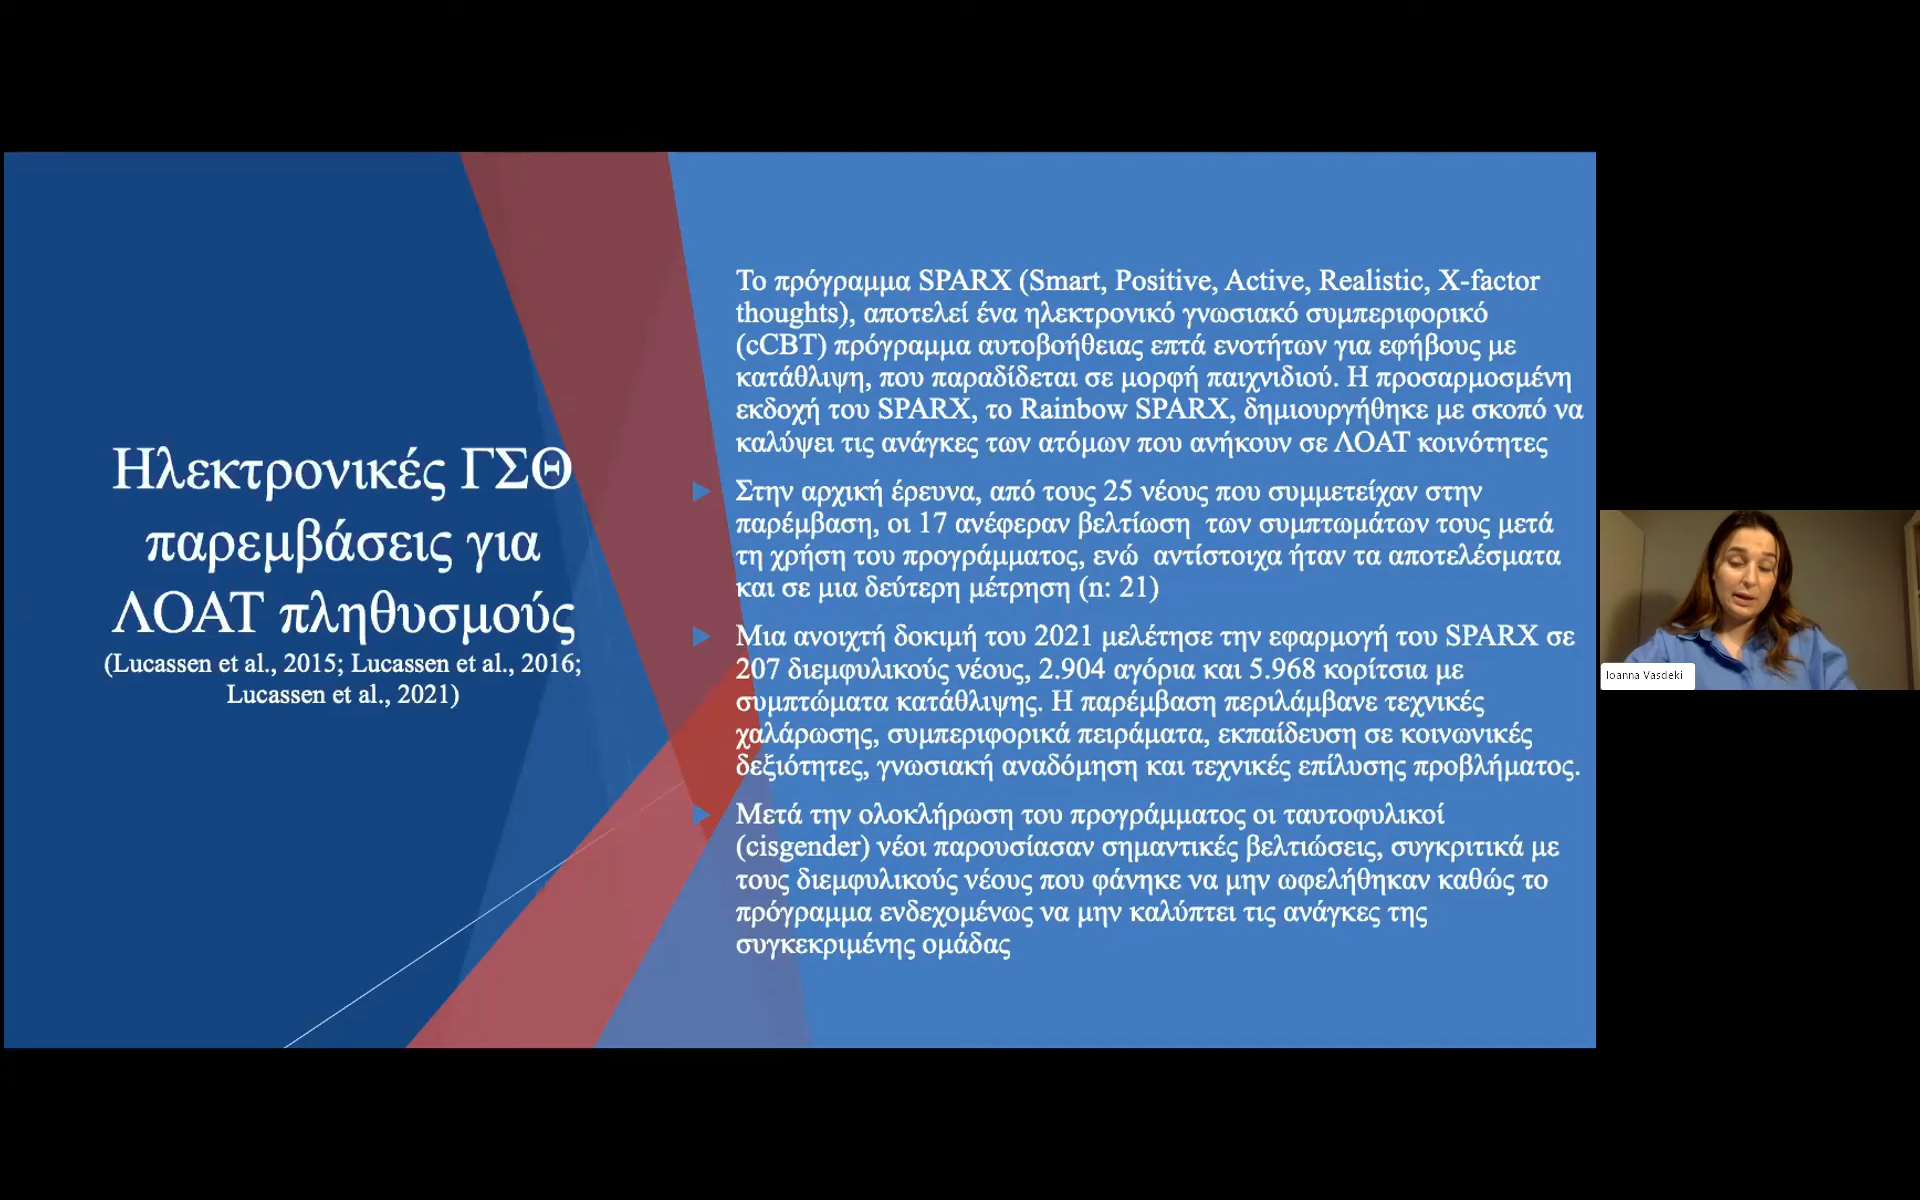 Ηλεκτρονικές ΓΣΘ
παρεμβάσεις για
ΛΟΑΤ πληθυσμούς
(Lucassen et al., 2015; Lucassen et al., 2016;
Lucassen et al., 2021)
Το πρόγραμμα SPARX (Smart, Positive, Active, Realistic, X-factor
thoughts), αποτελεί ένα ηλεκτρονικό γνωσιακό συμπεριφορικό
(cCBT) πρόγραμμα αυτοβοήθειας επτά ενοτήτων για εφήβους με
κατάθλιψη, που παραδίδεται σε μορφή παιχνιδιού. Η προσαρμοσμένη
εκδοχή του SPARX, το Rainbow SPARX, δημιουργήθηκε με σκοπό να
καλύψει τις ανάγκες των ατόμων που ανήκουν σε ΛΟΑΤ κοινότητες
Στην αρχική έρευνα, από τους 25 νέους που συμμετείχαν στην
παρέμβαση, οι 17 ανέφεραν βελτίωση  των συμπτωμάτων τους μετά
τη χρήση του προγράμματος, ενώ  αντίστοιχα ήταν τα αποτελέσματα
και σε μια δεύτερη μέτρηση (n: 21)
Μια ανοιχτή δοκιμή του 2021 μελέτησε την εφαρμογή του SPARX σε
207 διεμφυλικούς νέους, 2.904 αγόρια και 5.968 κορίτσια με
συμπτώματα κατάθλιψης. Η παρέμβαση περιλάμβανε τεχνικές
χαλάρωσης, συμπεριφορικά πειράματα, εκπαίδευση σε κοινωνικές
δεξιότητες, γνωσιακή αναδόμηση και τεχνικές επίλυσης προβλήματος.
Μετά την ολοκλήρωση του προγράμματος οι ταυτοφυλικοί
(cisgender) νέοι παρουσίασαν σημαντικές βελτιώσεις, συγκριτικά με
τους διεμφυλικούς νέους που φάνηκε να μην ωφελήθηκαν καθώς το
πρόγραμμα ενδεχομένως να μην καλύπτει τις ανάγκες της
συγκεκριμένης ομάδας
Ioanna Vasdeki